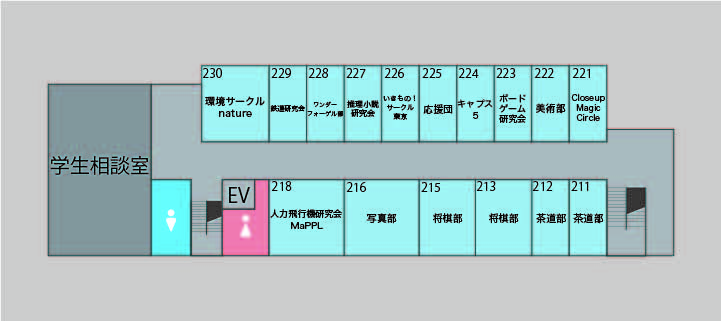 230
環境サークル
nature
229
鉄道研究会
228
ワンダー
フォーゲル部
227
推理小説
研究会
226
いきもの！
サークル
東京
225
応援団
224
キャプス
5
223
ボード
ゲーム
研究会
222
美術部
221
Closeup
Magic
Circle
学生相談室
EV
218
人力飛行機研究会
MaPPL
216
写真部
215
将棋部
213
将棋部
212
茶道部
211
茶道部